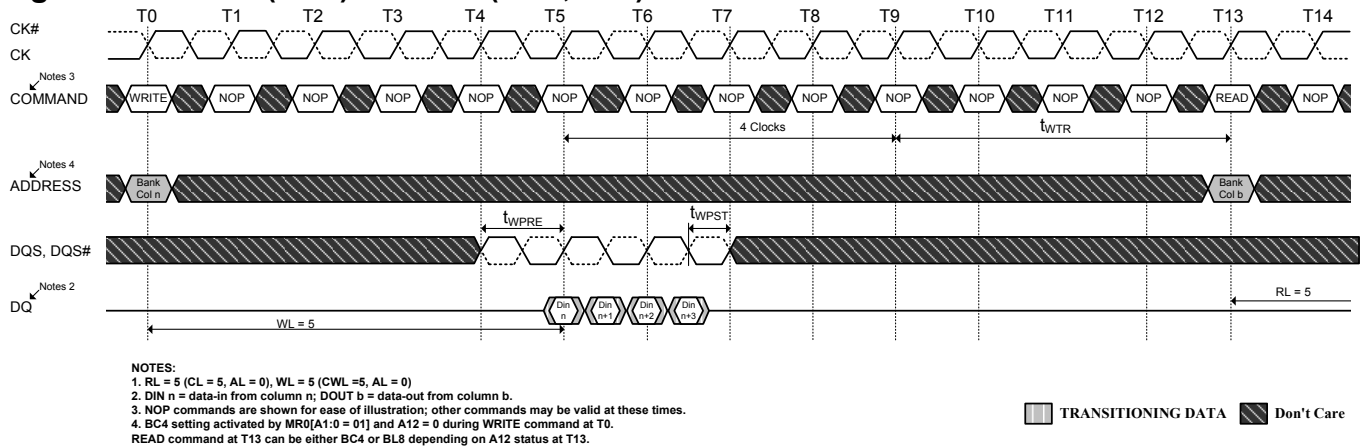 T0 T1 T2 T3 T4 T5 T6 T7 T8 T9 T10 T11 T12 T13 T14
CK#
CK
Notes 3
COMMAND
WRITE NOP NOP NOP NOP NOP NOP NOP NOP NOP NOP NOP NOP READ NOP
4 Clocks
tWTR
Notes 4
ADDRESS
Bank
Col n
Bank
Col b
tWPRE
tWPST
DQS, DQS#
Notes 2
DQ
Din
n
Din
n+1
Din
n+2
Din
n+3
RL = 5
WL = 5
NOTES:
1. RL = 5 (CL = 5, AL = 0), WL = 5 (CWL =5, AL = 0)
2. DIN n = data-in from column n; DOUT b = data-out from column b.
3. NOP commands are shown for ease of illustration; other commands may be valid at these times.
4. BC4 setting activated by MR0[A1:0 = 01] and A12 = 0 during WRITE command at T0.
READ command at T13 can be either BC4 or BL8 depending on A12 status at T13.
TRANSITIONING DATA
Don't Care